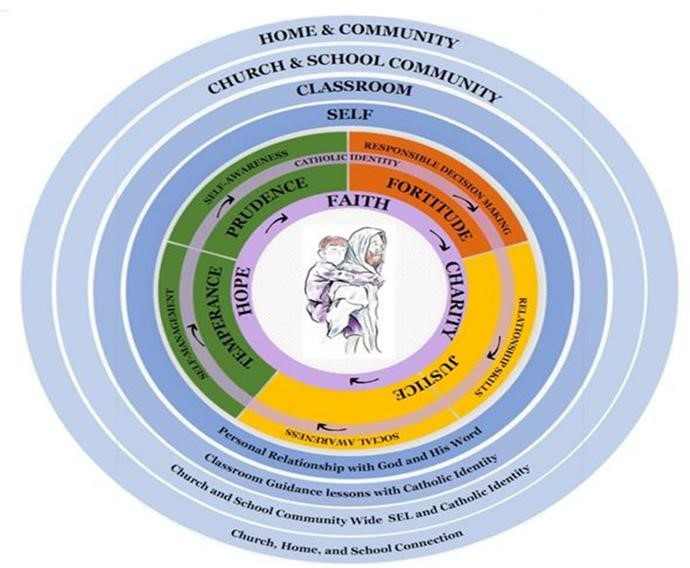 HOME & COMMUNITY
CHURCH & SCHOOL COMMUNITY
CLASSROOM
SELF
SELF-AWARENESS
RESPONSIBLE DECISION MAKING
CATHOLIC IDENTITY
PRUDENCE
FORTITUDE
FAITH
HOPE
CHARITY
TEMPERANCE
JUSTICE
SELF-MANAGEMENT
RELATIONSHIP SKILLS
SOCIAL AWARENESS
Personal Relationship with God and His Word
Classroom Guidance lessons with Catholic Identity
Church and School Community Wide SEL and Catholic Identity
Church, Home, and School Connection